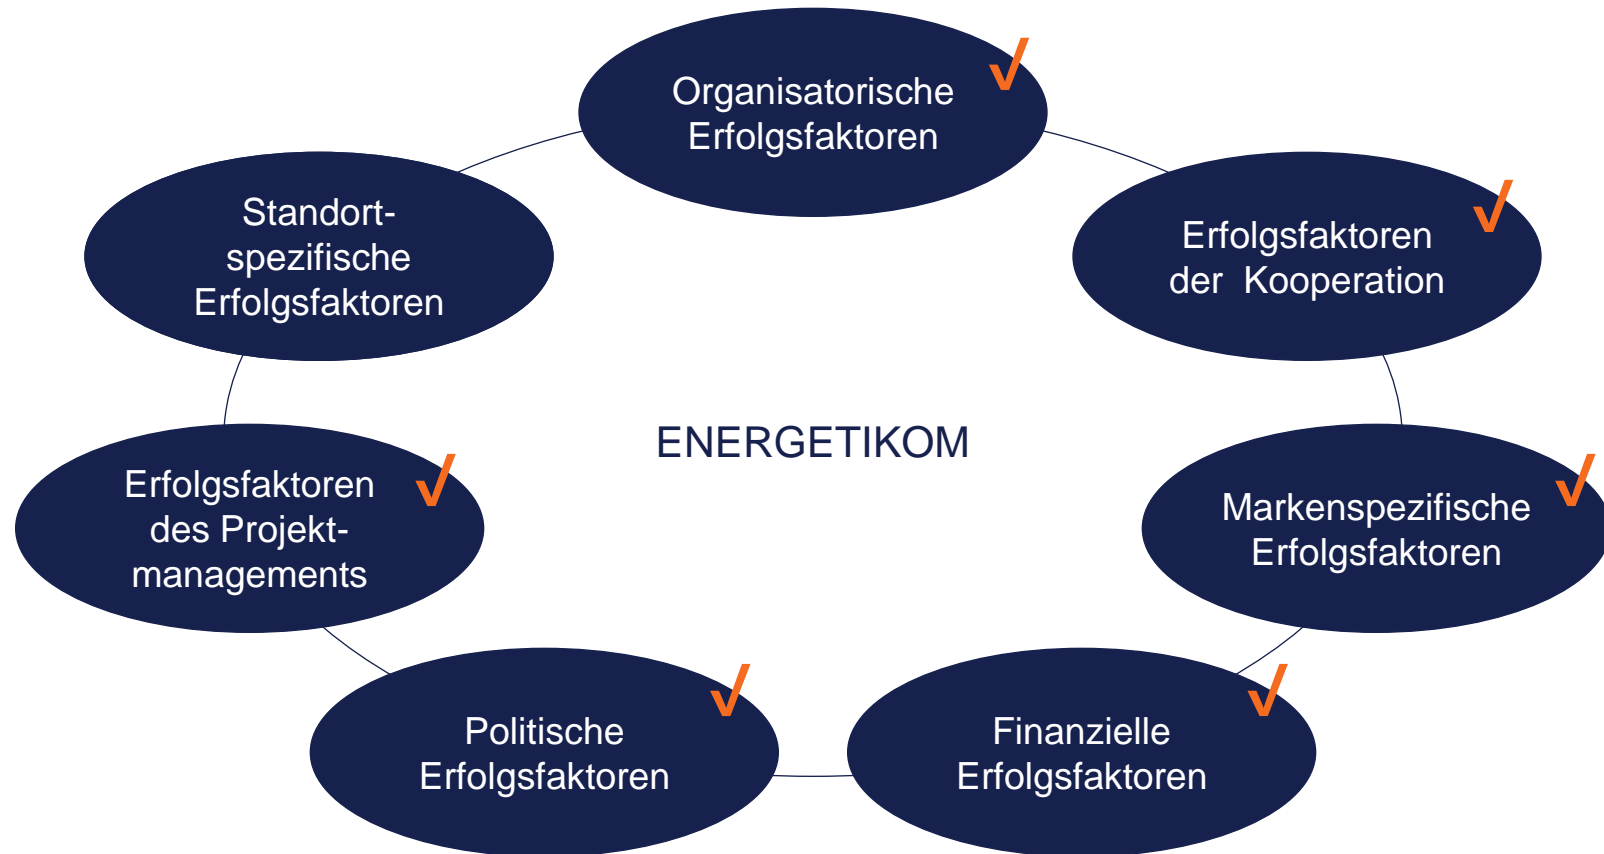 Organisatorische
Erfolgsfaktoren
Standort-
spezifische
Erfolgsfaktoren
Erfolgsfaktoren
der  Kooperation
ENERGETIKOM
Erfolgsfaktoren
des Projekt-
managements
Markenspezifische
Erfolgsfaktoren
Politische
Erfolgsfaktoren
Finanzielle
Erfolgsfaktoren